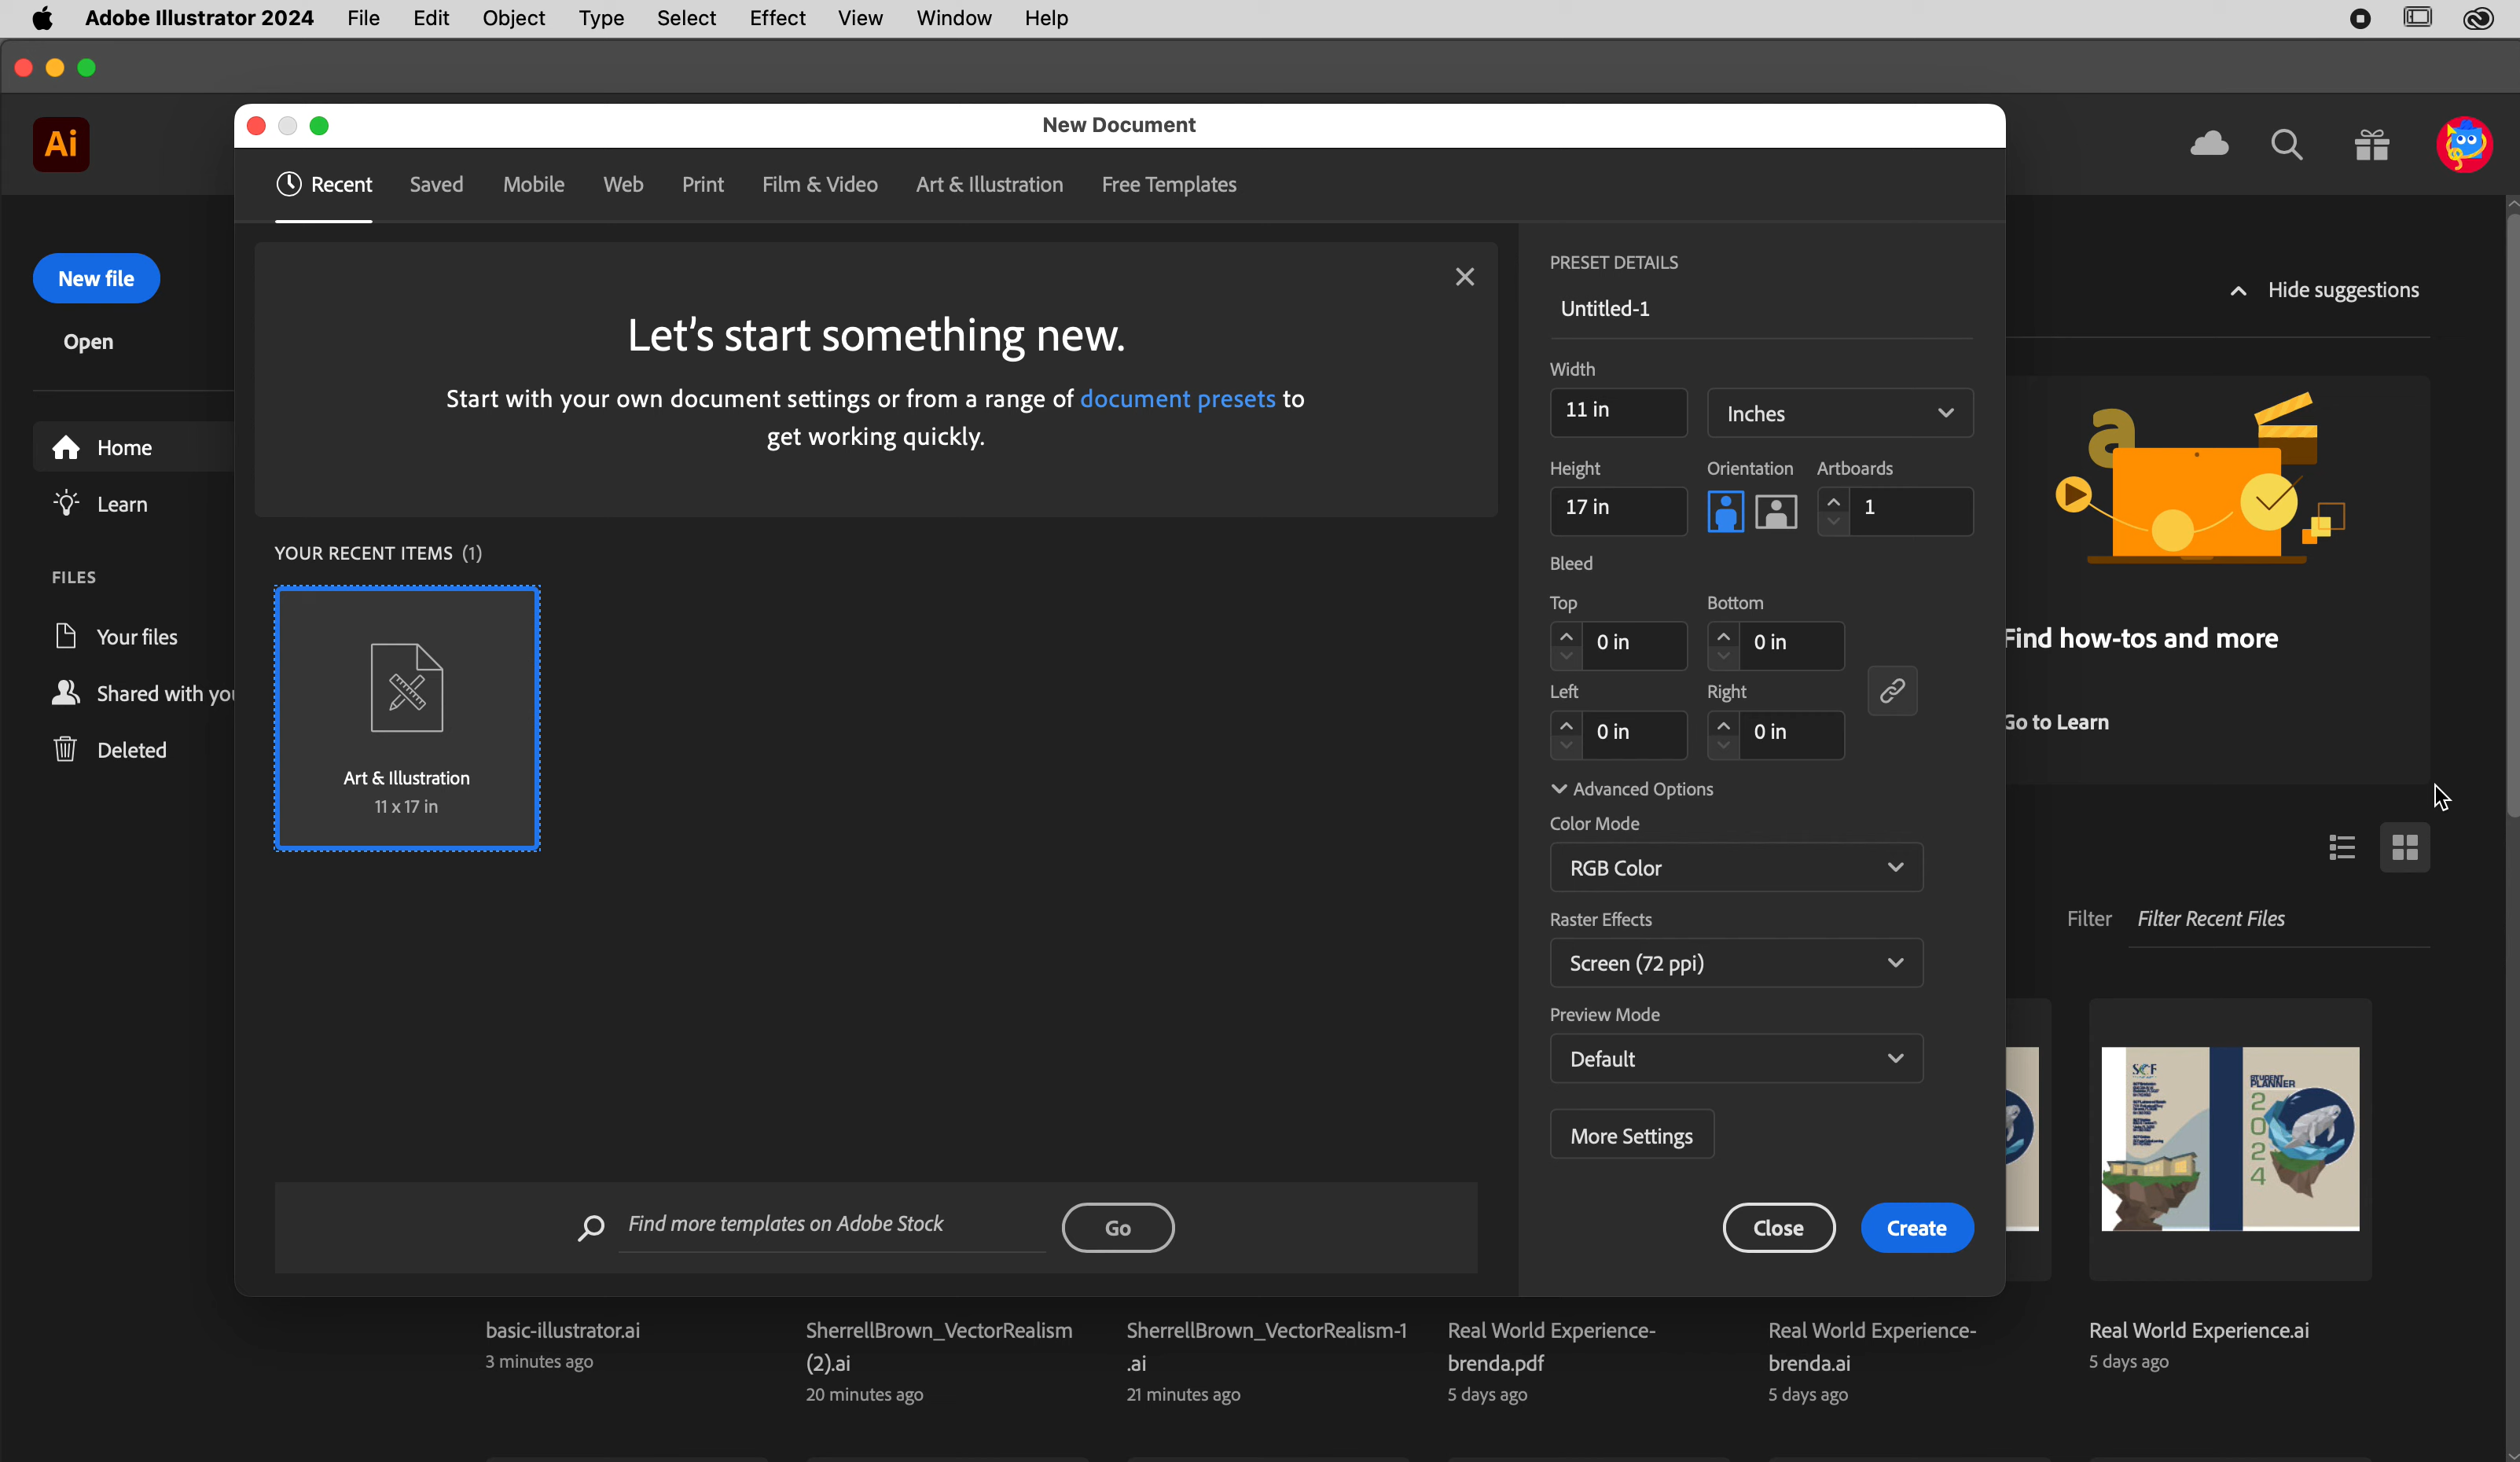 Adobe Illustrator 2024 File Edit Object Type Select Effect View Window Help
New Document
Ai
Recent Saved Mobile Web Print Film & Video Art & Illustration Free Templates
New file
Open
Home
Learn
FILES
Your files
Shared with you
Deleted
Let's start something new.
Start with your own document settings or from a range of document presets to
get working quickly.
YOUR RECENT ITEMS (1)
Art & Illustration
11 x 17 in
Find more templates on Adobe Stock Go
PRESET DETAILS
Untitled-1
Width
11 in Inches
Height Orientation Artboards
17 in 1
Bleed
Top Bottom
0 in 0 in
Left Right
0 in 0 in
Advanced Options
Color Mode
RGB Color
Raster Effects
Screen (72 ppi)
Preview Mode
Default
More Settings
Close Create
Hide suggestions
a
Find how-tos and more
Go to Learn
Filter Filter Recent Files
SCF
STUDENT
PLANNER
2
0
2
4
basic-illustrator.ai
3 minutes ago
SherrellBrown_VectorRealism
(2).ai
20 minutes ago
SherrellBrown_VectorRealism-1
.ai
21 minutes ago
Real World Experience-
brenda.pdf
5 days ago
Real World Experience-
brenda.ai
5 days ago
Real World Experience.ai
5 days ago